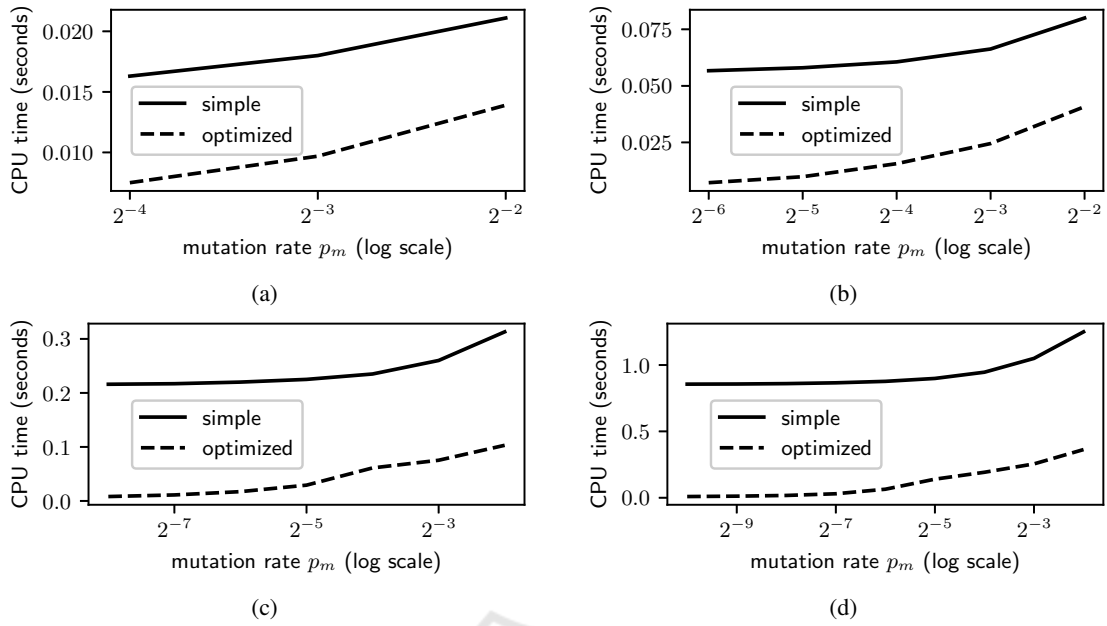 CPU time (seconds)
0.020
0.015
0.010
simple
optimized
2^{-4}
2^{-3}
2^{-2}
mutation rate p_m (log scale)
(a)
CPU time (seconds)
0.075
0.050
0.025
simple
optimized
2^{-6}
2^{-5}
2^{-4}
2^{-3}
2^{-2}
mutation rate p_m (log scale)
(b)
CPU time (seconds)
0.3
0.2
0.1
0.0
simple
optimized
2^{-7}
2^{-5}
2^{-3}
mutation rate p_m (log scale)
(c)
CPU time (seconds)
1.0
0.5
0.0
simple
optimized
2^{-9}
2^{-7}
2^{-5}
2^{-3}
mutation rate p_m (log scale)
(d)